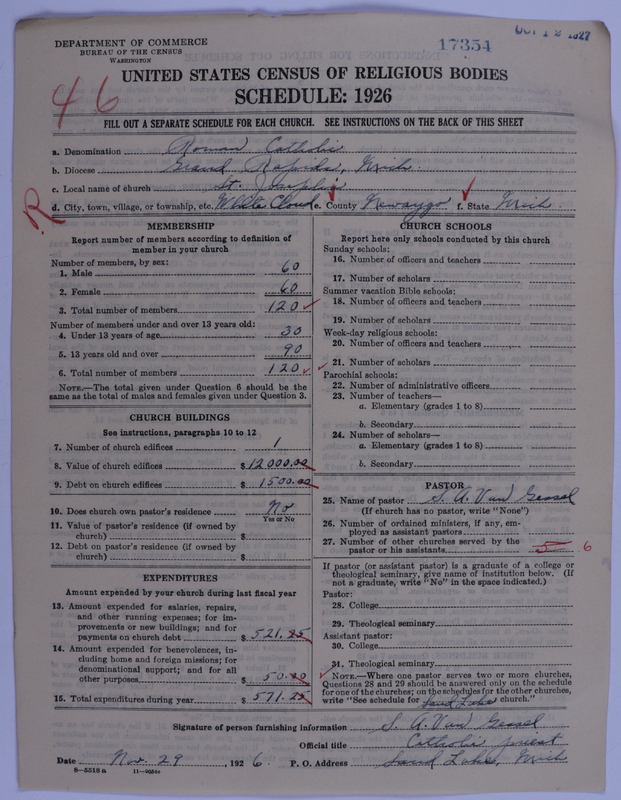 DEPARTMENT OF COMMERCE
BUREAU OF THE CENSUS
WASHINGTON
17354
OCT 12 1927
UNITED STATES CENSUS OF RELIGIOUS BODIES
SCHEDULE: 1926
46
FILL OUT A SEPARATE SCHEDULE FOR EACH CHURCH. SEE INSTRUCTIONS ON THE BACK OF THIS SHEET
a. Denomination Roman Catholic
b. Diocese Grand Rapids, Mich
c. Local name of church St. Joseph's
R
d. City, town, village, or township, etc. White Cloud e. County Newaygo f. State Mich.
MEMBERSHIP
Report number of members according to definition of
member in your church
Number of members, by sex:
1. Male 60
2. Female 60
3. Total number of members 120
Number of members under and over 13 years old:
4. Under 13 years of age 30
5. 13 years old and over 90
6. Total number of members 120
NOTE.—The total given under Question 6 should be
same as the total of males and females given under Question 3.
CHURCH BUILDINGS
See instructions, paragraphs 10 to 12
7. Number of church edifices 1
8. Value of church edifices $12000.00
9. Debt on church edifices $1500.00
10. Does church own pastor's residence No
Yes or No
11. Value of pastor's residence (if owned by
church) $
12. Debt on pastor's residence (if owned by
church) $
EXPENDITURES
Amount expended by your church during last fiscal year
13. Amount expended for salaries, repairs,
and other running expenses; for im-
provements or new buildings; and for
payments on church debt $521.25
14. Amount expended for benevolences, in-
cluding home and foreign missions; for
denominational support; and for all
other purposes $50.00
15. Total expenditures during year $571.25
CHURCH SCHOOLS
Report here only schools conducted by this church
Sunday schools:
16. Number of officers and teachers
17. Number of scholars
Summer vacation Bible schools:
18. Number of officers and teachers
19. Number of scholars
Week-day religious schools:
20. Number of officers and teachers
21. Number of scholars
Parochial schools:
22. Number of administrative officers
23. Number of teachers—
a. Elementary (grades 1 to 8)
b. Secondary
24. Number of scholars—
a. Elementary (grades 1 to 8)
b. Secondary
PASTOR
25. Name of pastor S. A. Van Gessel
(If church has no pastor, write "None")
26. Number of ordained ministers, if any, em-
ployed as assistant pastors
27. Number of other churches served by the
pastor or his assistants 5 6
If pastor (or assistant pastor) is a graduate of a college or
theological seminary, give name of institution below. (If
not a graduate, write "No" in the space indicated.)
Pastor:
28. College
29. Theological seminary
Assistant pastor:
30. College
31. Theological seminary
NOTE.—Where one pastor serves two or more churches,
Questions 28 and 29 should be answered only on the schedule
for one of the churches; on the schedules for the other churches,
write "See schedule for Sand Lake church."
Signature of person furnishing information S. A. Van Gessel
Official title Catholic priest
Date Nov. 29, 1926. P. O. Address Sand Lake, Mich
8—5518a 11—9054a